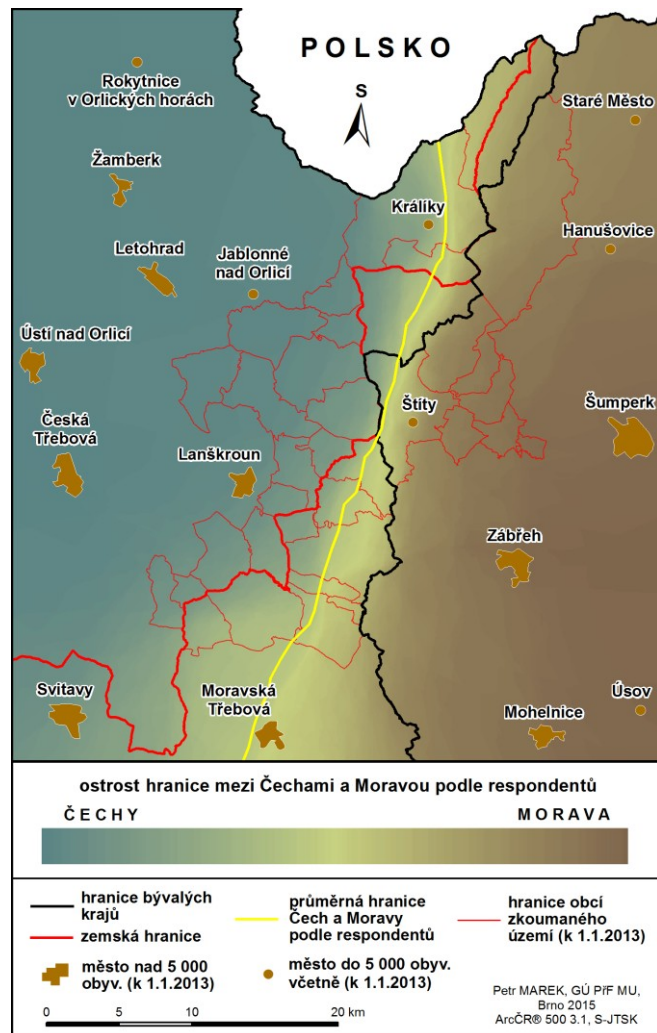 POLSKO
S
Rokytnice
v Orlických horách
Staré Město
Žamberk
Králíky
Hanušovice
Letohrad
Jablonné
nad Orlicí
Ústí nad Orlicí
Štíty
Šumperk
Česká
Třebová
Lanškroun
Zábřeh
Svitavy
Moravská
Třebová
Úsov
Mohelnice
ostrost hranice mezi Čechami a Moravou podle respondentů
ČECHY
MORAVA
hranice bývalých
krajů
zemská hranice
průměrná hranice
Čech a Moravy
podle respondentů
hranice obcí
zkoumaného
území (k 1.1.2013)
město nad 5 000
obyv. (k 1.1.2013)
město do 5 000 obyv.
včetně (k 1.1.2013)
0 5 10 20 km
Petr MAREK, GÚ PřF MU,
Brno 2015
ArcČR® 500 3.1, S-JTSK